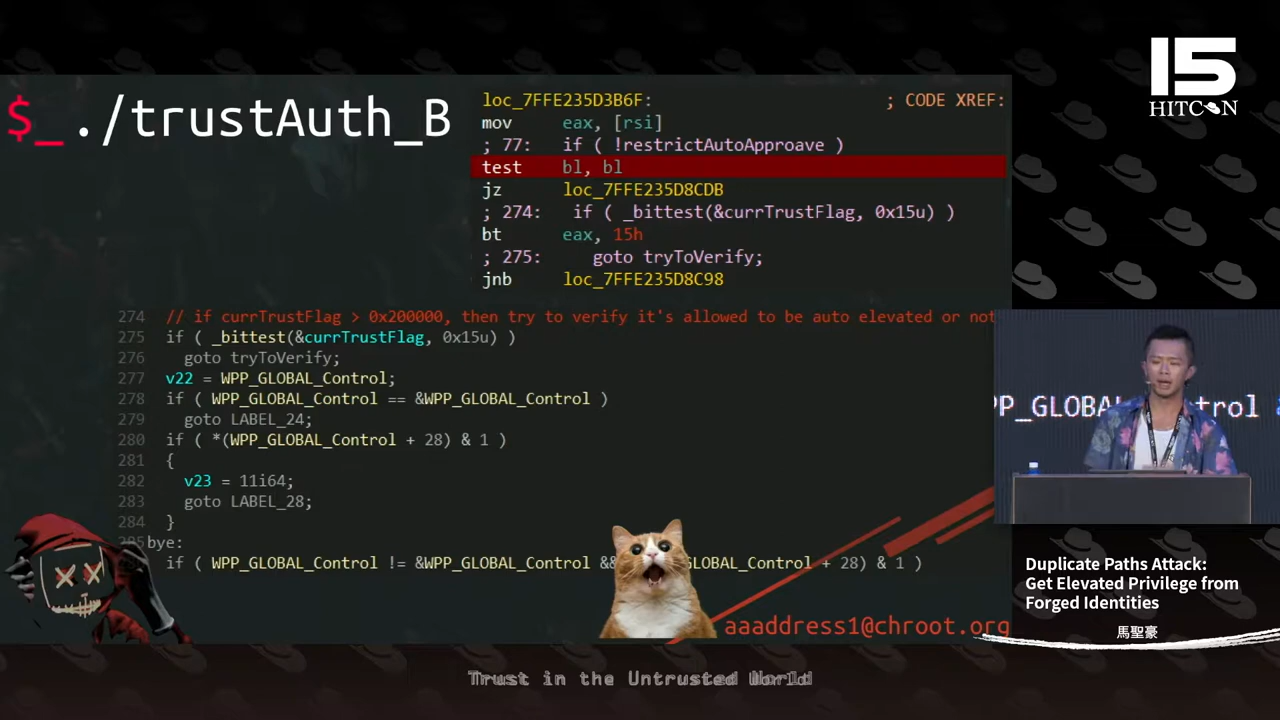 $_./trustAuth_B
loc_7FFE235D3B6F: ; CODE XREF:
mov eax, [rsi]
; 77: if ( !restrictAutoApproave )
test bl, bl
jz loc_7FFE235D8CDB
; 274: if ( _bittest(&currTrustFlag, 0x15u) )
bt eax, 15h
; 275: goto tryToVerify;
jnb loc_7FFE235D8C98
274 // if currTrustFlag > 0x200000, then try to verify it's allowed to be auto elevated or not
275 if ( _bittest(&currTrustFlag, 0x15u) )
276 goto tryToVerify;
277 v22 = WPP_GLOBAL_Control;
278 if ( WPP_GLOBAL_Control == &WPP_GLOBAL_Control )
279 goto LABEL_24;
280 if ( *(WPP_GLOBAL_Control + 28) & 1 )
281 {
282 v23 = 11i64;
283 goto LABEL_28;
284 }
285 bye:
if ( WPP_GLOBAL_Control != &WPP_GLOBAL_Control && GLOBAL_Control + 28) & 1 )
aaaddress1@chroot.org
15
HITCON
PP_GLOBA trol
Duplicate Paths Attack:
Get Elevated Privilege from
Forged Identities
馬聖豪
Trust in the Untrusted World